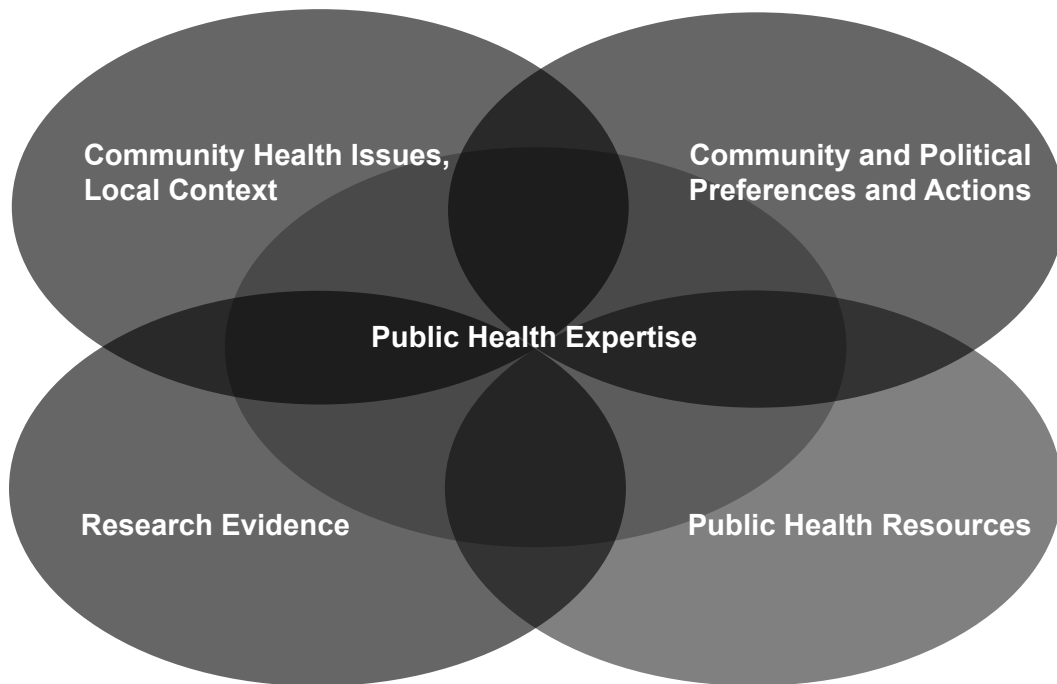 Community Health Issues,
Local Context
Community and Political
Preferences and Actions
Public Health Expertise
Research Evidence
Public Health Resources